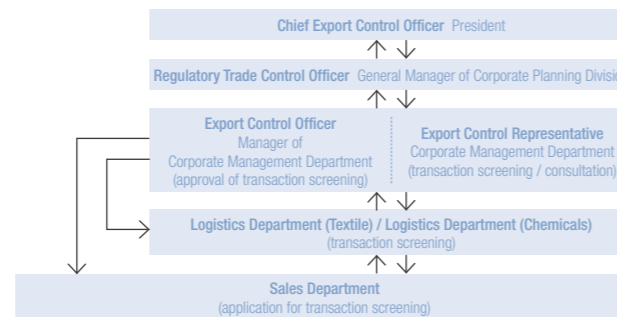 Chief Export Control Officer President
Regulatory Trade Control Officer General Manager of Corporate Planning Divisi
Export Control Officer
Manager of
Corporate Management Department
(approval of transaction screening)
Export Control Representative
Corporate Management Department
(transaction screening / consultation)
Logistics Department (Textile) / Logistics Department (Chemicals)
(transaction screening)
Sales Department
(application for transaction screening)